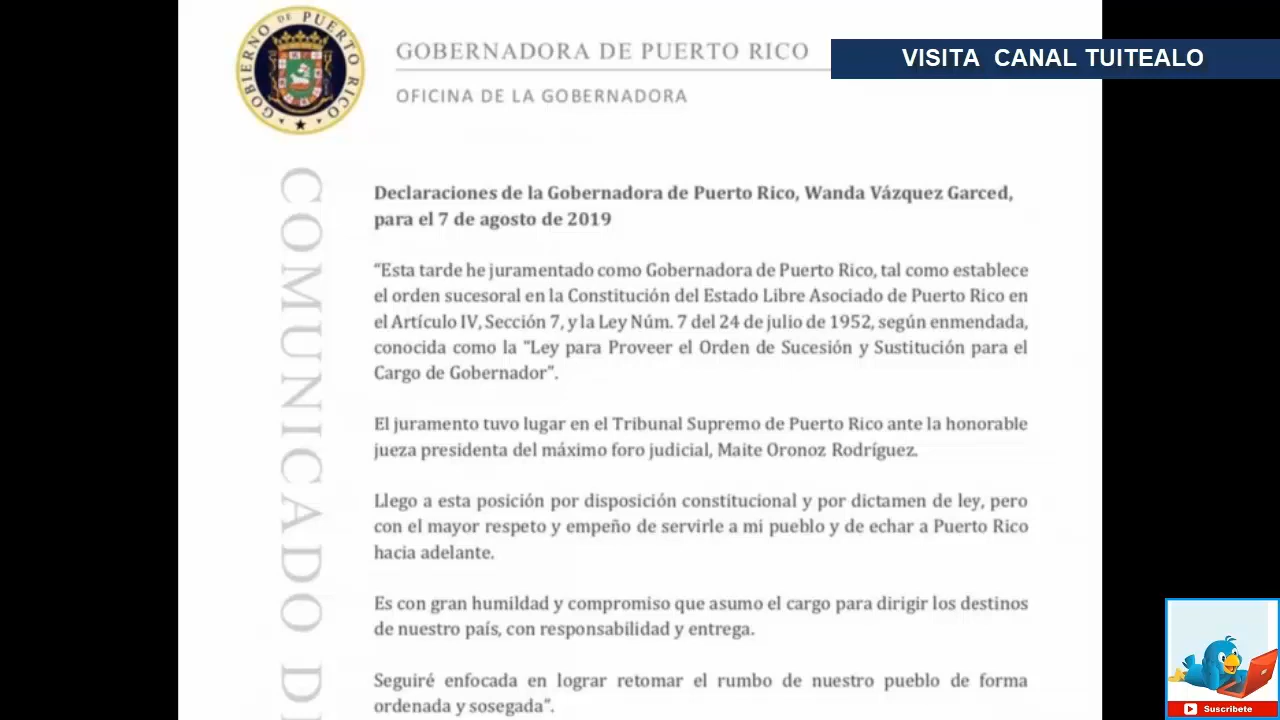 GOBIERNO DE PUERTO RICO
GOBERNADORA DE PUERTO RICO
VISITA CANAL TUITEALO
OFICINA DE LA GOBERNADORA
COMUNICADO D
Declaraciones de la Gobernadora de Puerto Rico, Wanda Vázquez Garced,
para el 7 de agosto de 2019
“Esta tarde he juramentado como Gobernadora de Puerto Rico, tal como establece
el orden sucesoral en la Constitución del Estado Libre Asociado de Puerto Rico en
el Artículo IV, Sección 7, y la Ley Núm. 7 del 24 de julio de 1952, según enmendada,
conocida como la “Ley para Proveer el Orden de Sucesión y Sustitución para el
Cargo de Gobernador”.
El juramento tuvo lugar en el Tribunal Supremo de Puerto Rico ante la honorable
jueza presidenta del máximo foro judicial, Maite Oronoz Rodríguez.
Llego a esta posición por disposición constitucional y por dictamen de ley, pero
con el mayor respeto y empeño de servirle a mi pueblo y de echar a Puerto Rico
hacia adelante.
Es con gran humildad y compromiso que asumo el cargo para dirigir los destinos
de nuestro país, con responsabilidad y entrega.
Seguiré enfocada en lograr retomar el rumbo de nuestro pueblo de forma
ordenada y sosegada”.
Suscribete